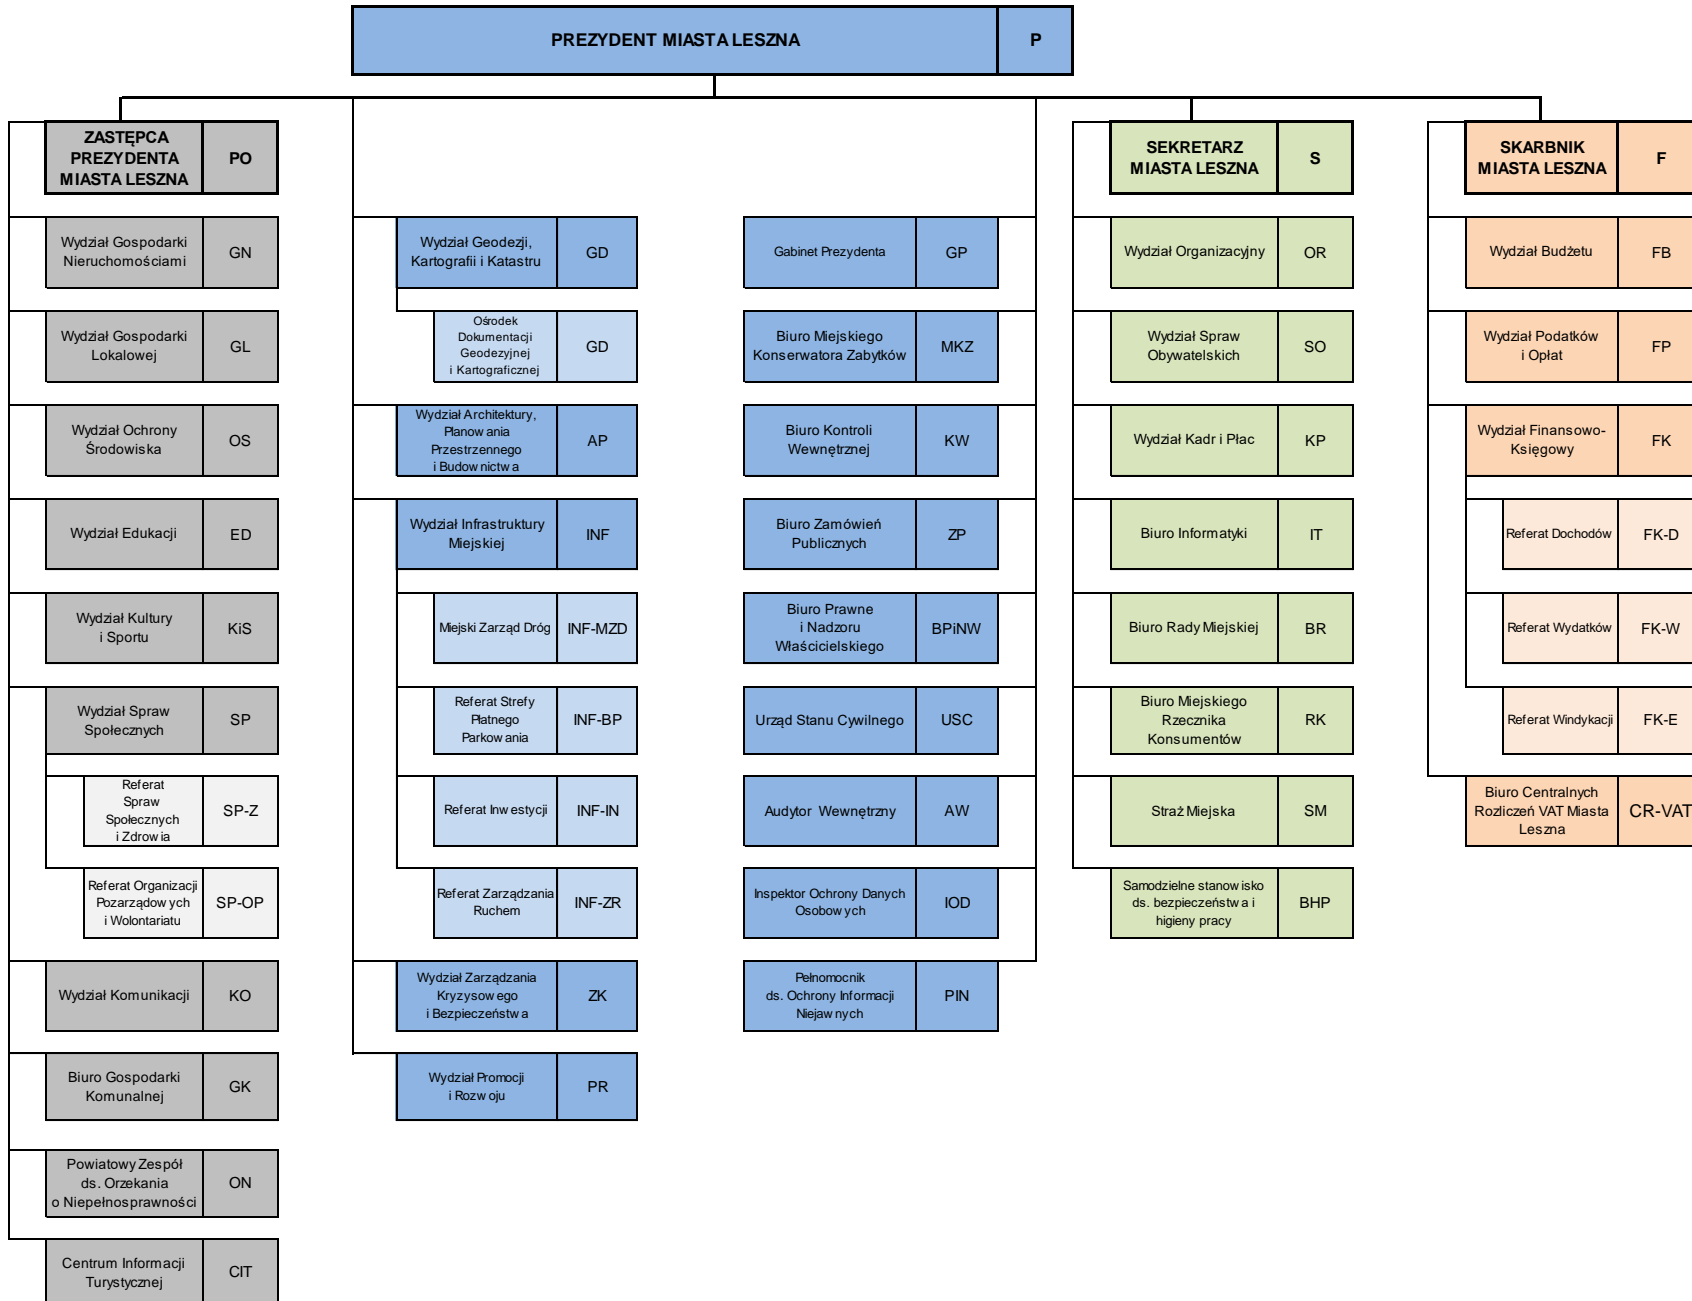 PREZYDENT MIASTA LESZNA P
ZASTĘPCA
PREZYDENTA
MIASTA LESZNA
PO
Wydział Gospodarki
Nieruchomościami
GN
Wydział Gospodarki
Lokalowej
GL
Wydział Ochrony
Środowiska
OS
Wydział Edukacji
ED
Wydział Kultury
i Sportu
KiS
Wydział Spraw
Społecznych
SP
Referat
Spraw
Społecznych
i Zdrowia
SP-Z
Referat Organizacji
Pozarządowych
i Wolontariatu
SP-OP
Wydział Komunikacji
KO
Biuro Gospodarki
Komunalnej
GK
Powiatowy Zespół
ds. Orzekania
o Niepełnosprawności
ON
Centrum Informacji
Turystycznej
CIT
Wydział Geodezji,
Kartografii i Katastru
GD
Ośrodek
Dokumentacji
Geodezyjnej
i Kartograficznej
GD
Wydział Architektury,
Planowania
Przestrzennego
i Budownictwa
AP
Wydział Infrastruktury
Miejskiej
INF
Miejski Zarząd Dróg
INF-MZD
Referat Strefy
Płatnego
Parkowania
INF-BP
Referat Inwestycji
INF-IN
Referat Zarządzania
Ruchem
INF-ZR
Wydział Zarządzania
Kryzysowego
i Bezpieczeństwa
ZK
Wydział Promocji
i Rozwoju
PR
Gabinet Prezydenta
GP
Biuro Miejskiego
Konserwatora Zabytków
MKZ
Biuro Kontroli
Wewnętrznej
KW
Biuro Zamówień
Publicznych
ZP
Biuro Prawne
i Nadzoru
Właścicielskiego
BPiNW
Urząd Stanu Cywilnego
USC
Audytor Wewnętrzny
AW
Inspektor Ochrony Danych
Osobowych
IOD
Pełnomocnik
ds. Ochrony Informacji
Niejawnych
PIN
SEKRETARZ
MIASTA LESZNA
S
Wydział Organizacyjny
OR
Wydział Spraw
Obywatelskich
SO
Wydział Kadr i Płac
KP
Biuro Informatyki
IT
Biuro Rady Miejskiej
BR
Biuro Miejskiego
Rzecznika
Konsumentów
RK
Straż Miejska
SM
Samodzielne stanowisko
ds. bezpieczeństwa i
higieny pracy
BHP
SKARBNIK
MIASTA LESZNA
F
Wydział Budżetu
FB
Wydział Podatków
i Opłat
FP
Wydział Finansowo-
Księgowy
FK
Referat Dochodów
FK-D
Referat Wydatków
FK-W
Referat Windykacji
FK-E
Biuro Centralnych
Rozliczeń VAT Miasta
Leszna
CR-VAT